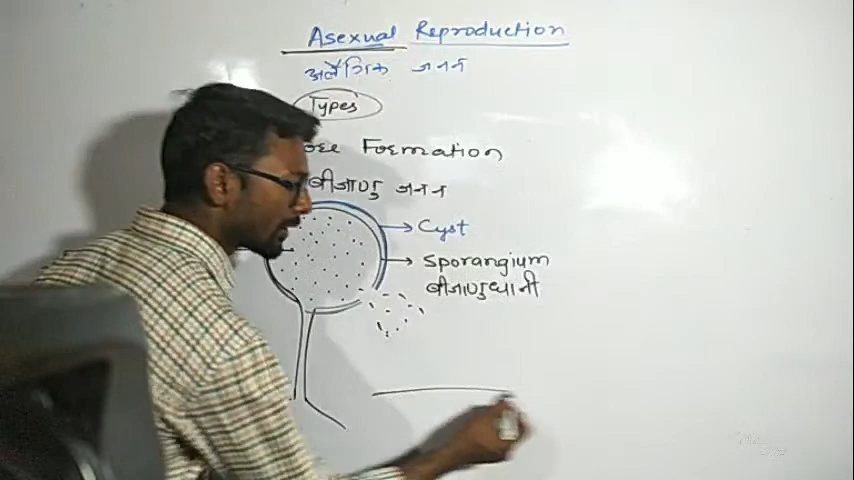 Asexual Reproduction
अलैंगिक जनन
Types
Formation
बीजाणु जनन
Cyst
Sporangium
बीजाणुधानी